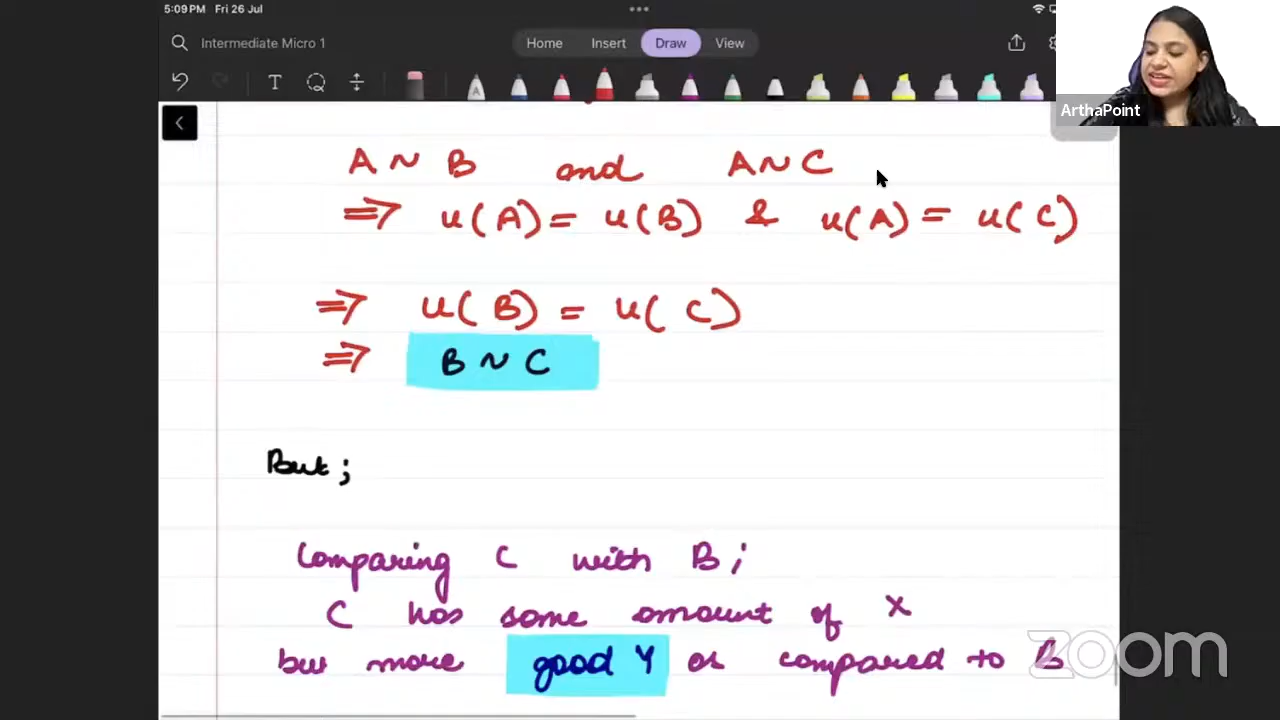 5:09 PM Fri 26 Jul
Intermediate Micro 1
Home Insert Draw View
T
A
ArthaPoint
A ~ B and A ~ C
⇒ u(A) = u(B) & u(A) = u(C)
⇒ u(B) = u(C)
⇒ B ~ C
But ;
Comparing C with B ;
C has same amount of X
but more good Y as compared to B
zoom